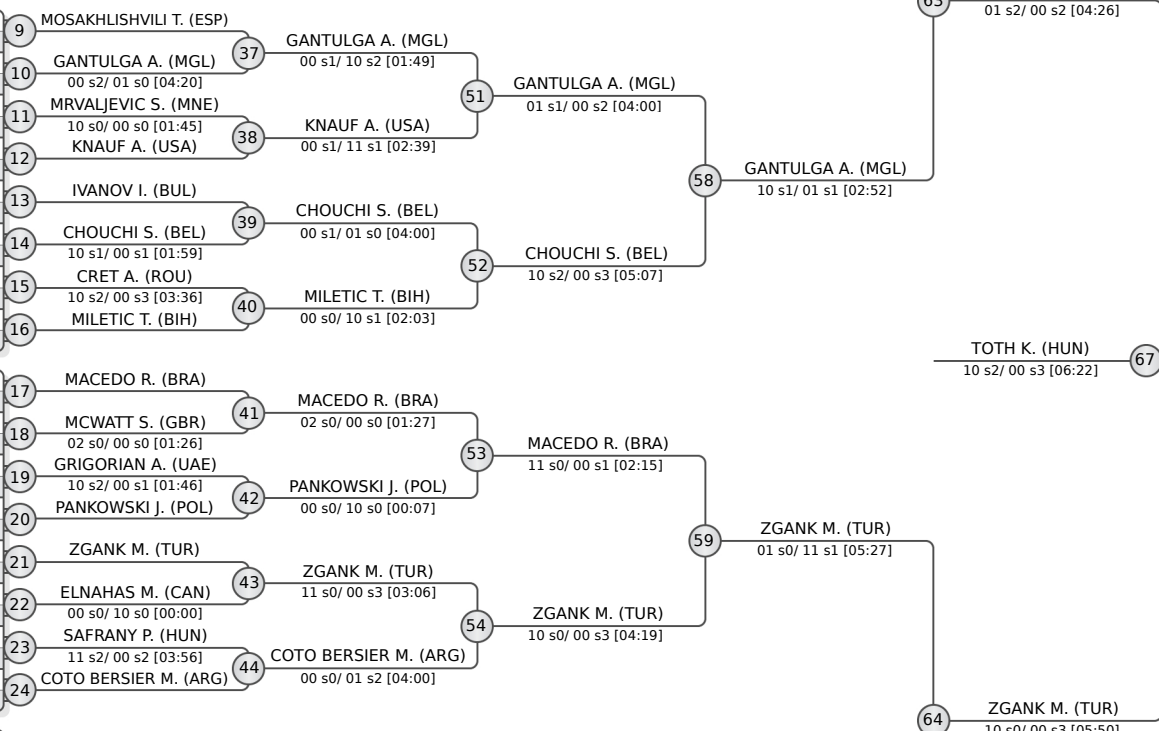 63
01 s2/ 00 s2 [04:26]
9
MOSAKHLISHVILI T. (ESP)
10
GANTULGA A. (MGL)
00 s2/ 01 s0 [04:20]
11
MRVALJEVIC S. (MNE)
10 s0/ 00 s0 [01:45]
12
KNAUF A. (USA)
13
IVANOV I. (BUL)
14
CHOUCHI S. (BEL)
10 s1/ 00 s1 [01:59]
15
CRET A. (ROU)
10 s2/ 00 s3 [03:36]
16
MILETIC T. (BIH)
37
GANTULGA A. (MGL)
00 s1/ 10 s2 [01:49]
38
KNAUF A. (USA)
00 s1/ 11 s1 [02:39]
39
CHOUCHI S. (BEL)
00 s1/ 01 s0 [04:00]
40
MILETIC T. (BIH)
00 s0/ 10 s1 [02:03]
51
GANTULGA A. (MGL)
01 s1/ 00 s2 [04:00]
52
CHOUCHI S. (BEL)
10 s2/ 00 s3 [05:07]
58
GANTULGA A. (MGL)
10 s1/ 01 s1 [02:52]
TOTH K. (HUN)
10 s2/ 00 s3 [06:22]
67
17
MACEDO R. (BRA)
18
MCWATT S. (GBR)
02 s0/ 00 s0 [01:26]
19
GRIGORIAN A. (UAE)
10 s2/ 00 s1 [01:46]
20
PANKOWSKI J. (POL)
21
ZGANK M. (TUR)
22
ELNAHAS M. (CAN)
00 s0/ 10 s0 [00:00]
23
SAFRANY P. (HUN)
11 s2/ 00 s2 [03:56]
24
COTO BERSIER M. (ARG)
41
MACEDO R. (BRA)
02 s0/ 00 s0 [01:27]
42
PANKOWSKI J. (POL)
00 s0/ 10 s0 [00:07]
43
ZGANK M. (TUR)
11 s0/ 00 s3 [03:06]
44
COTO BERSIER M. (ARG)
00 s0/ 01 s2 [04:00]
53
MACEDO R. (BRA)
11 s0/ 00 s1 [02:15]
54
ZGANK M. (TUR)
10 s0/ 00 s3 [04:19]
59
ZGANK M. (TUR)
01 s0/ 11 s1 [05:27]
64
ZGANK M. (TUR)
10 s0/ 00 s3 [05:50]